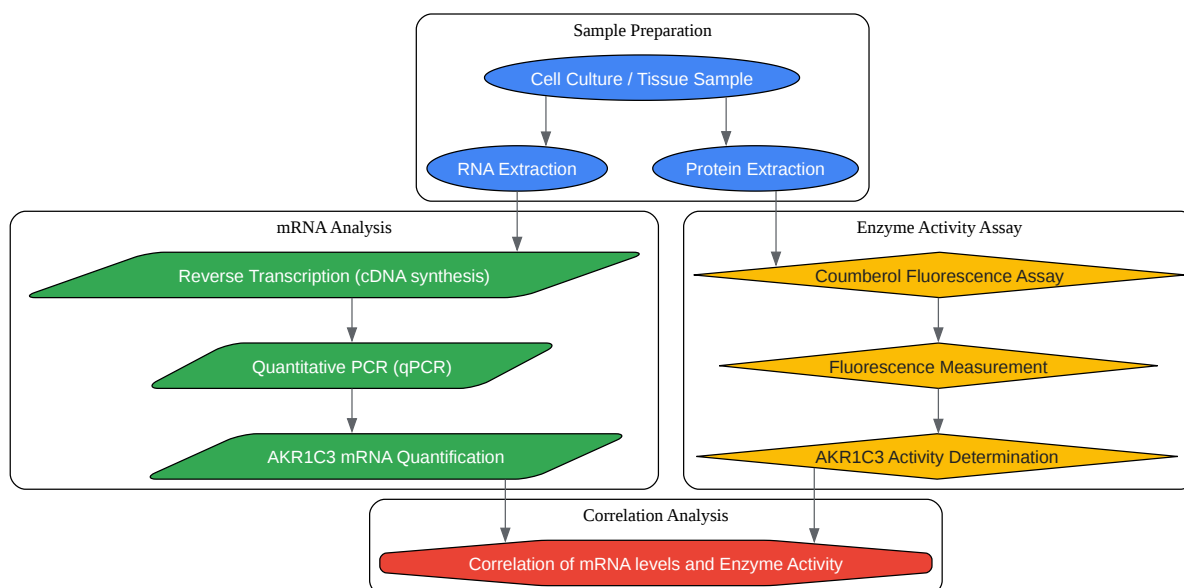 Sample Preparation
Cell Culture / Tissue Sample
RNA Extraction
Protein Extraction
mRNA Analysis
Reverse Transcription (cDNA synthesis)
Quantitative PCR (qPCR)
AKR1C3 mRNA Quantification
Enzyme Activity Assay
Coumberol Fluorescence Assay
Fluorescence Measurement
AKR1C3 Activity Determination
Correlation Analysis
Correlation of mRNA levels and Enzyme Activity